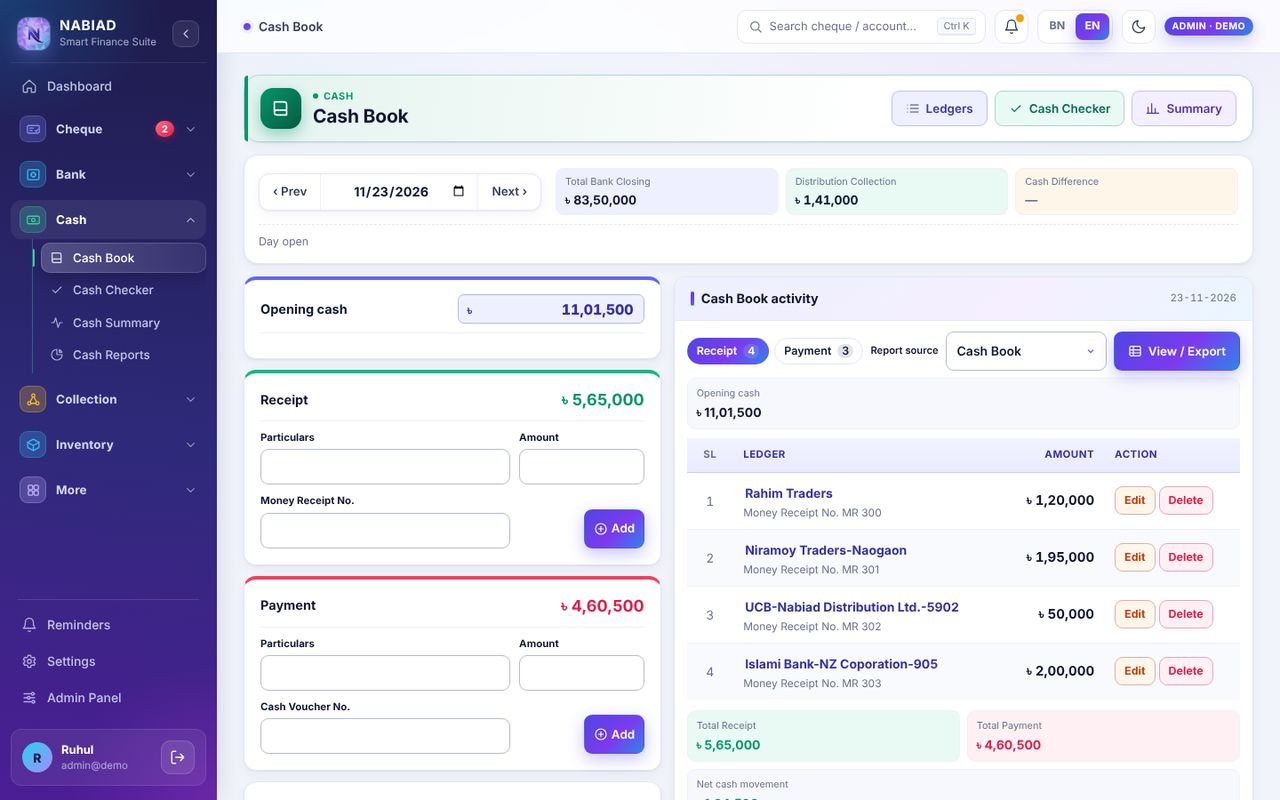 NABIAD
Smart Finance Suite
Dashboard
Cheque 2
Bank
Cash
Cash Book
Cash Checker
Cash Summary
Cash Reports
Collection
Inventory
More
Reminders
Settings
Admin Panel
R
Ruhul
admin@demo
Cash Book
Search cheque / account...
Ctrl K
BN EN
ADMIN · DEMO
CASH
Cash Book
Ledgers
Cash Checker
Summary
‹ Prev
11/23/2026
Next ›
Total Bank Closing
৳ 83,50,000
Distribution Collection
৳ 1,41,000
Cash Difference
—
Day open
Opening cash
৳ 11,01,500
Receipt
৳ 5,65,000
Particulars
Amount
Money Receipt No.
Add
Payment
৳ 4,60,500
Particulars
Amount
Cash Voucher No.
Add
Cash Book activity
23-11-2026
Receipt 4
Payment 3
Report source
Cash Book
View / Export
Opening cash
৳ 11,01,500
SL LEDGER AMOUNT ACTION
1 Rahim Traders ৳ 1,20,000 Edit Delete
Money Receipt No. MR 300
2 Niramoy Traders-Naogaon ৳ 1,95,000 Edit Delete
Money Receipt No. MR 301
3 UCB-Nabiad Distribution Ltd.-5902 ৳ 50,000 Edit Delete
Money Receipt No. MR 302
4 Islami Bank-NZ Coporation-905 ৳ 2,00,000 Edit Delete
Money Receipt No. MR 303
Total Receipt
৳ 5,65,000
Total Payment
৳ 4,60,500
Net cash movement